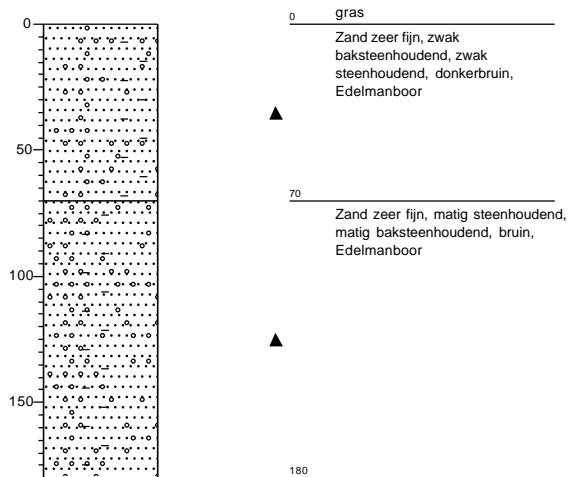 0
0
gras
Zand zeer fijn, zwak
baksteenhoudend, zwak
steenhoudend, donkerbruin,
Edelmanboor
50
70
Zand zeer fijn, matig steenhoudend,
matig baksteenhoudend, bruin,
Edelmanboor
100
150
180